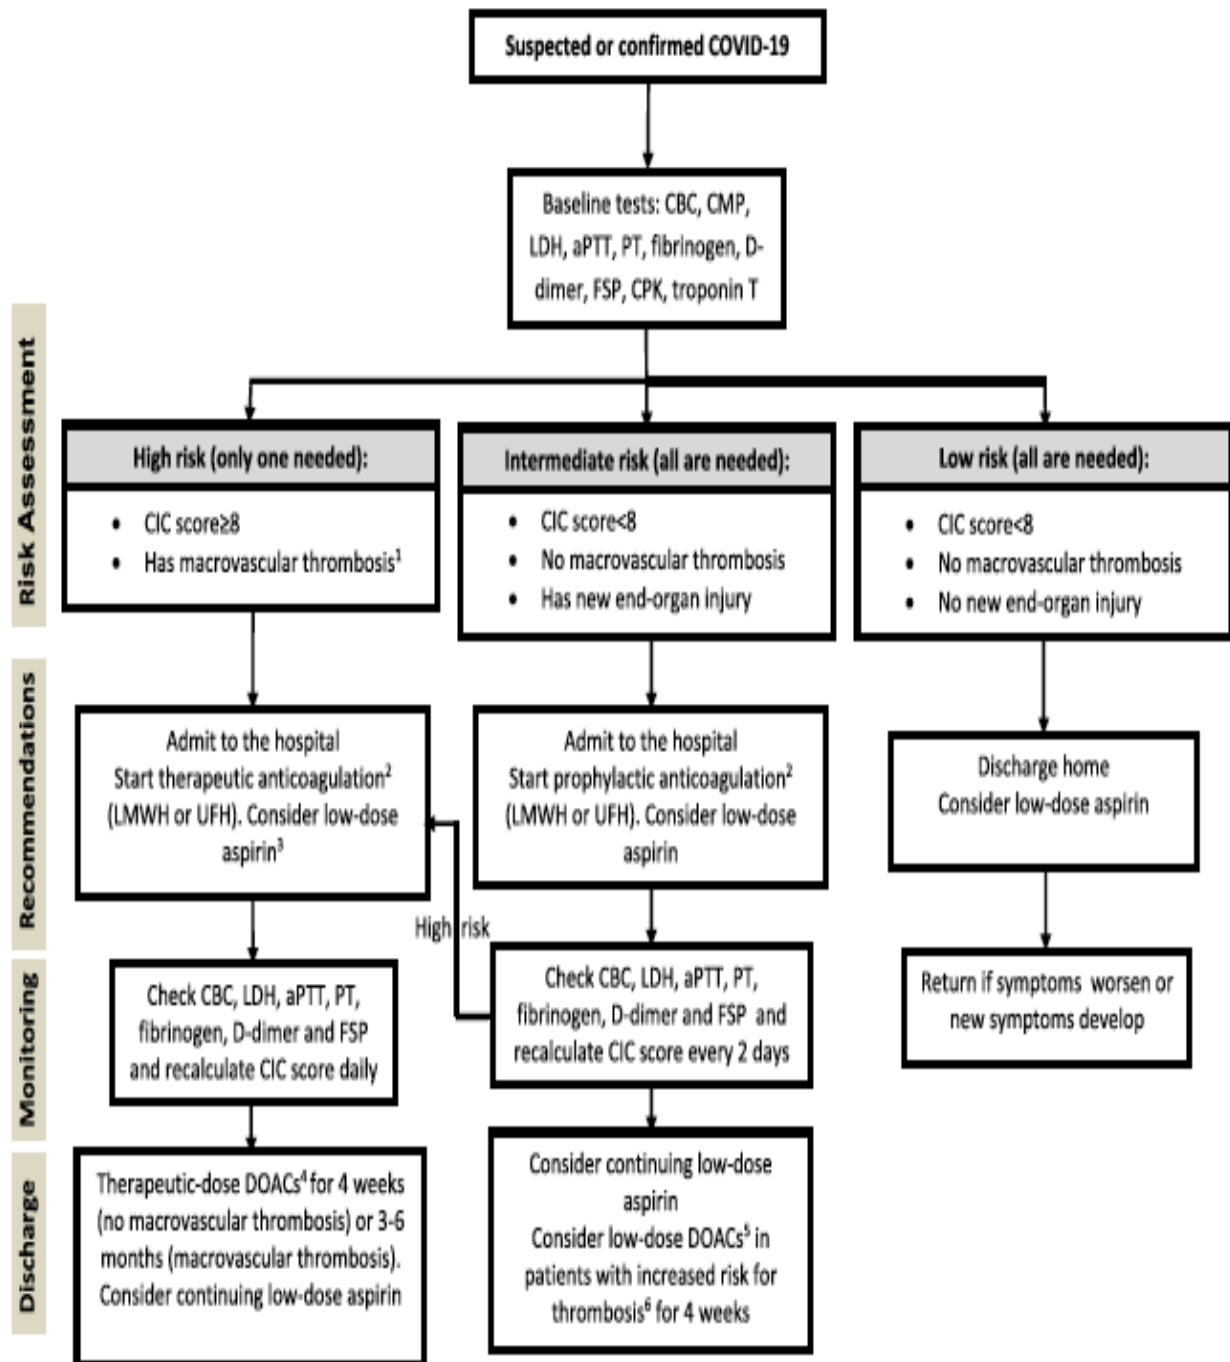 Suspected or confirmed COVID-19
Baseline tests: CBC, CMP,
LDH, aPTT, PT, fibrinogen, D-
dimer, FSP, CPK, troponin T
Risk Assessment
High risk (only one needed):
• CIC score≥8
• Has macrovascular thrombosis¹
Intermediate risk (all are needed):
• CIC score<8
• No macrovascular thrombosis
• Has new end-organ injury
Low risk (all are needed):
• CIC score<8
• No macrovascular thrombosis
• No new end-organ injury
Recommendations
Admit to the hospital
Start therapeutic anticoagulation²
(LMWH or UFH). Consider low-dose
aspirin³
Admit to the hospital
Start prophylactic anticoagulation²
(LMWH or UFH). Consider low-dose
aspirin
Discharge home
Consider low-dose aspirin
High risk
Monitoring
Check CBC, LDH, aPTT, PT,
fibrinogen, D-dimer and FSP
and recalculate CIC score daily
Check CBC, LDH, aPTT, PT,
fibrinogen, D-dimer and FSP and
recalculate CIC score every 2 days
Return if symptoms worsen or
new symptoms develop
Discharge
Therapeutic-dose DOACs⁴ for 4 weeks
(no macrovascular thrombosis) or 3-6
months (macrovascular thrombosis).
Consider continuing low-dose aspirin
Consider continuing low-dose
aspirin
Consider low-dose DOACs⁵ in
patients with increased risk for
thrombosis⁶ for 4 weeks